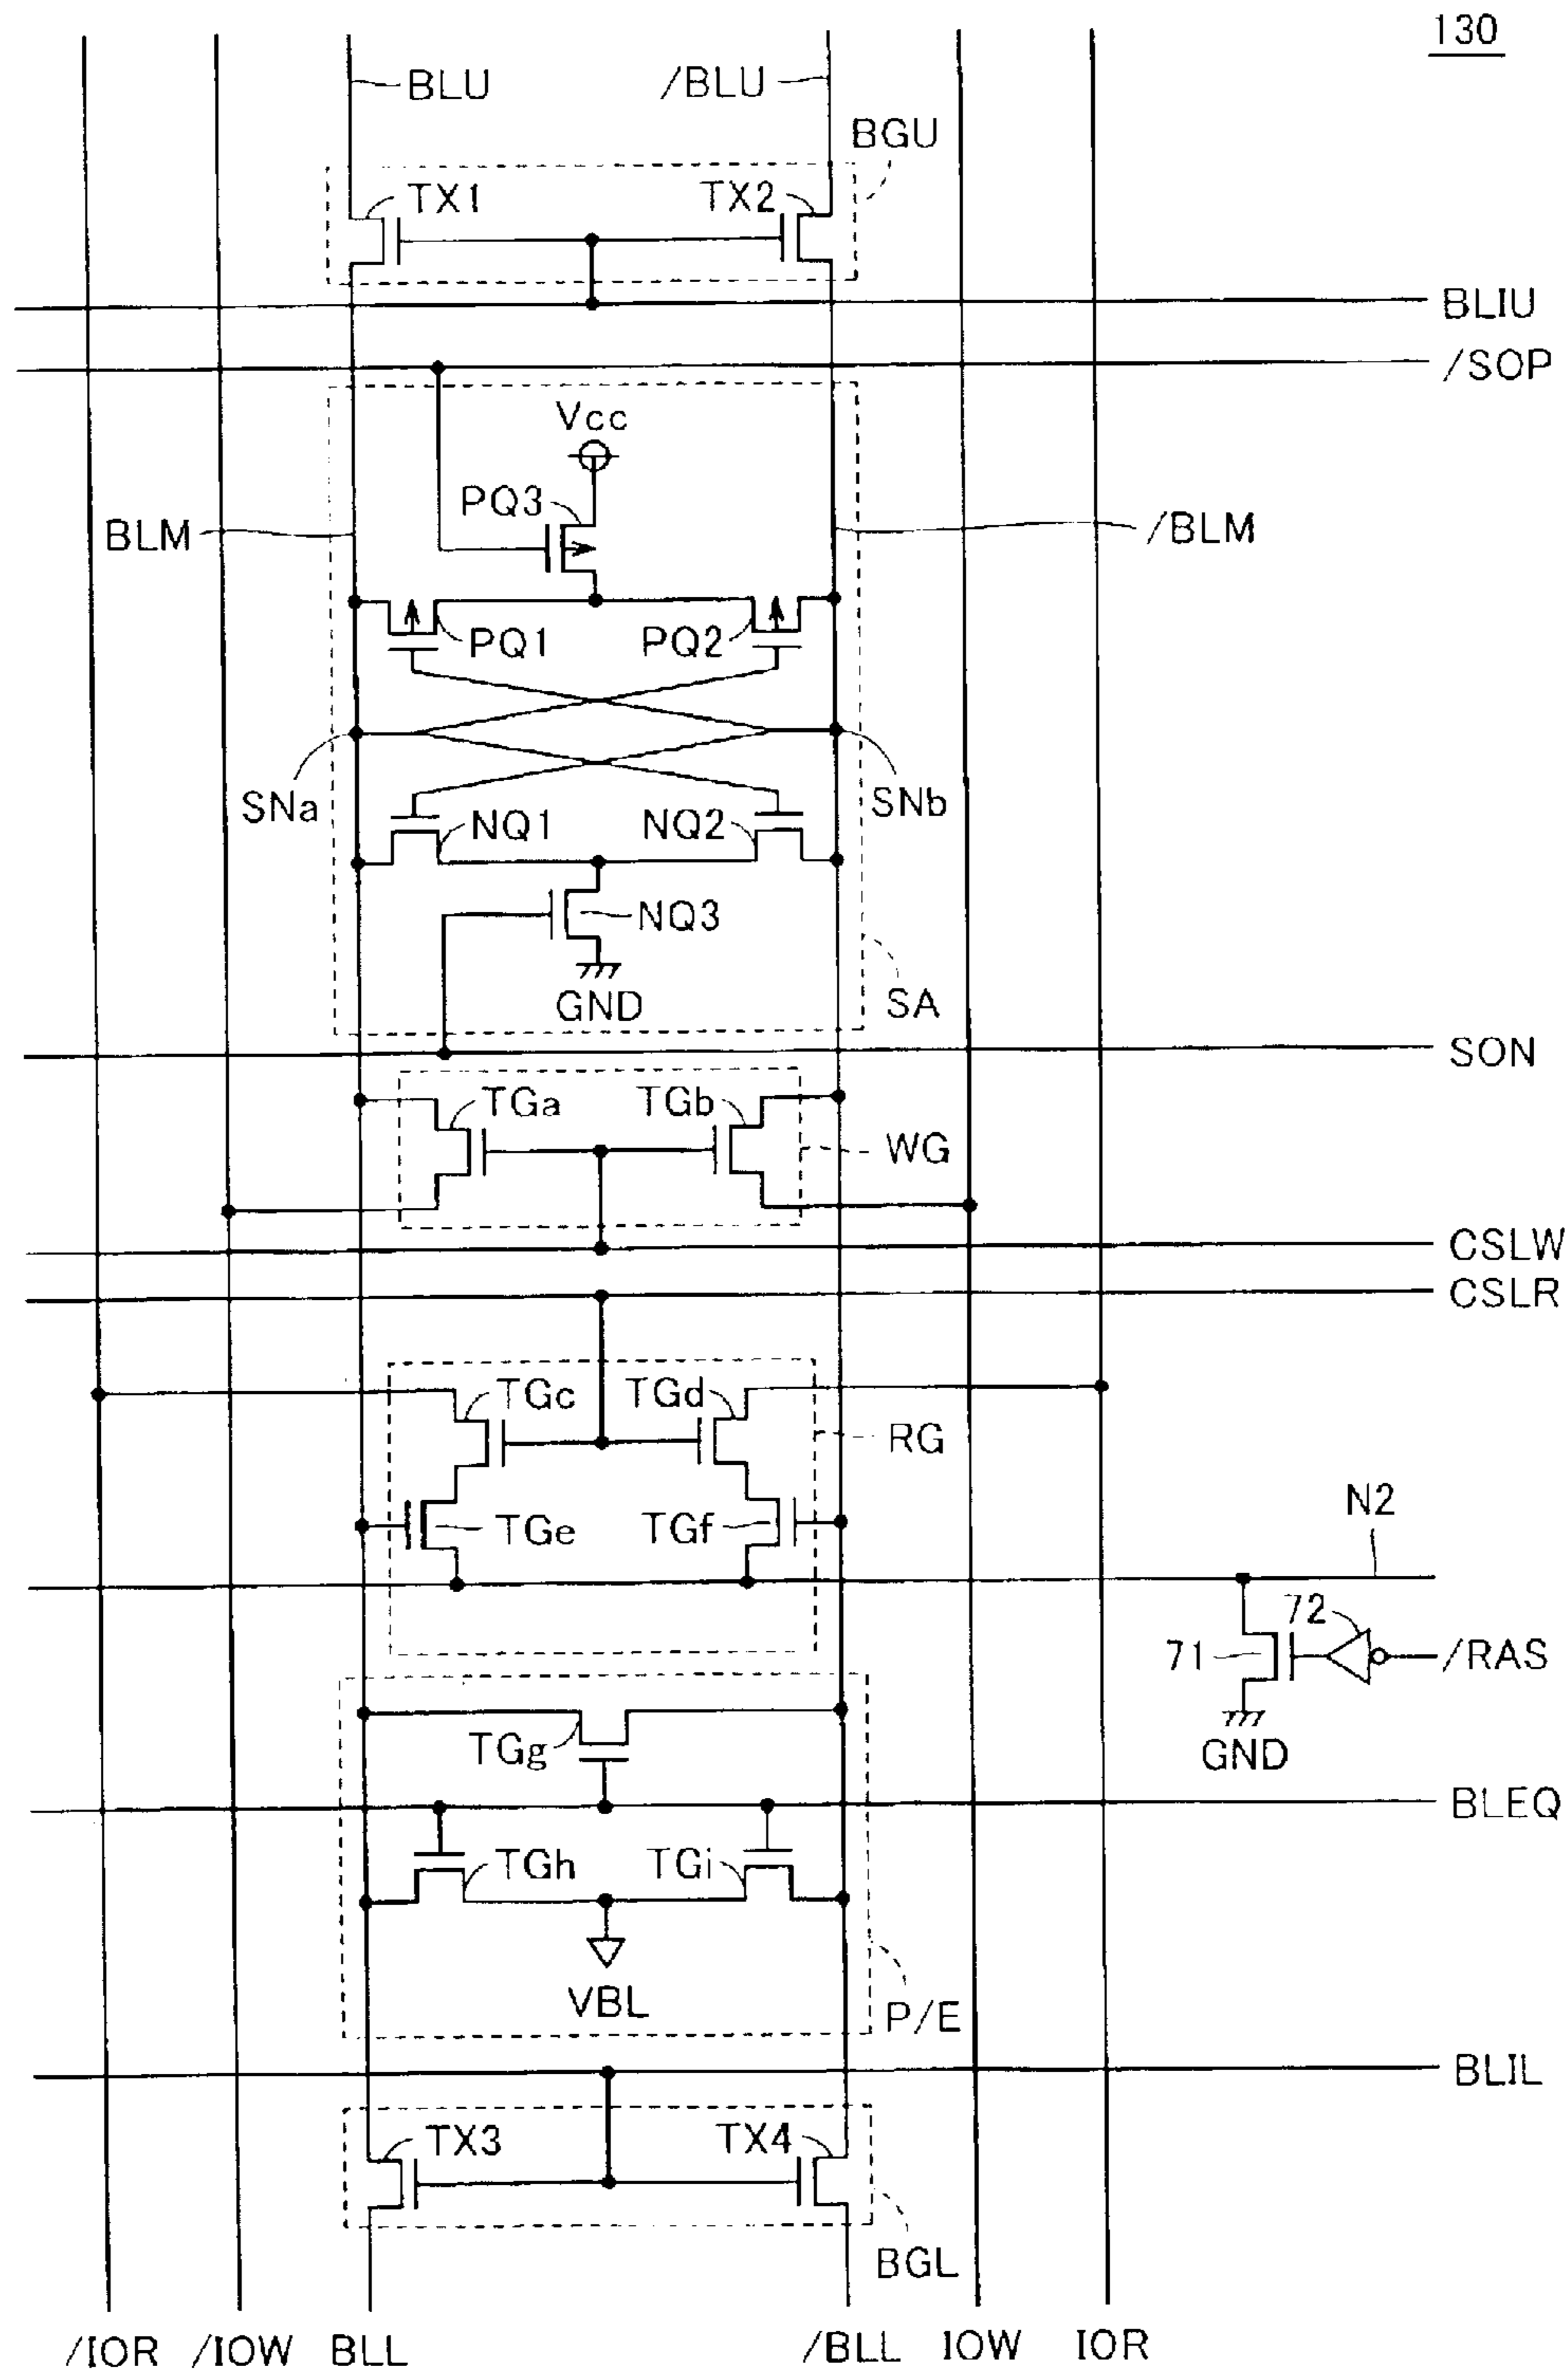 130
BLU /BLU
BGU
TX1 TX2
BLIU
/SOP
Vcc
PQ3
BLM /BLM
PQ1 PQ2
SNa SNb
NQ1 NQ2
NQ3
GND SA
SON
TGa TGb
WG
CSLW
CSLR
TGc TGd
RG
N2
TGe TGf
72
71 /RAS
TGg GND
BLEQ
TGh TGi
VBL
P/E
BLIL
TX3 TX4
BGL
/IOR /IOW BLL /BLL IOW IOR